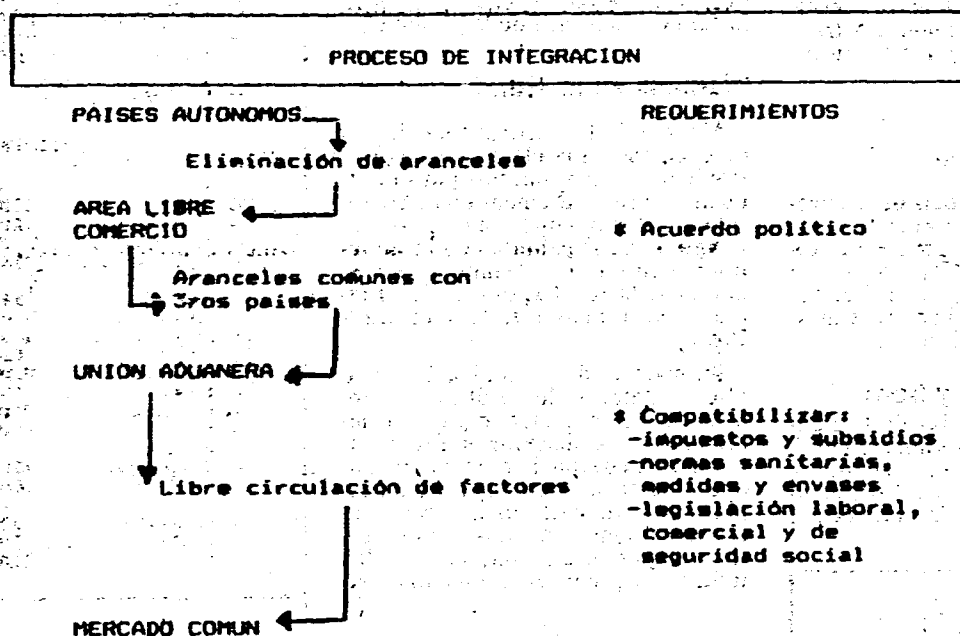 PROCESO DE INTEGRACION
PAISES AUTONOMOS
REQUERIMIENTOS
Eliminación de aranceles
AREA LIBRE
COMERCIO
* Acuerdo político
Aranceles comunes con
países
UNION ADUANERA
* Compatibilizar:
-impuestos y subsidios
-normas sanitarias,
medidas y envases
-legislación laboral,
comercial y de
seguridad social
Libre circulación de factores
MERCADO COMUN